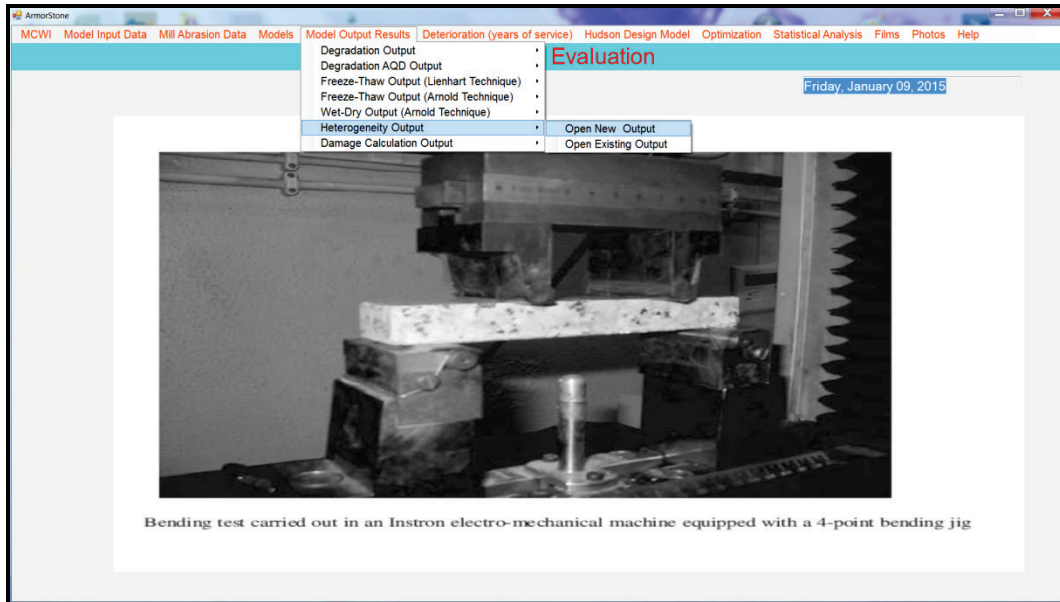 ArmorStone
MCWI Model Input Data Mill Abrasion Data Models Model Output Results Deterioration (years of service) Hudson Design Model Optimization Statistical Analysis Films Photos Help
Evaluation
Friday, January 09, 2015
Degradation Output
Degradation AQD Output
Freeze-Thaw Output (Lienhart Technique)
Freeze-Thaw Output (Arnold Technique)
Wet-Dry Output (Arnold Technique)
Heterogeneity Output
Damage Calculation Output
Open New Output
Open Existing Output
Bending test carried out in an Instron electro-mechanical machine equipped with a 4-point bending jig